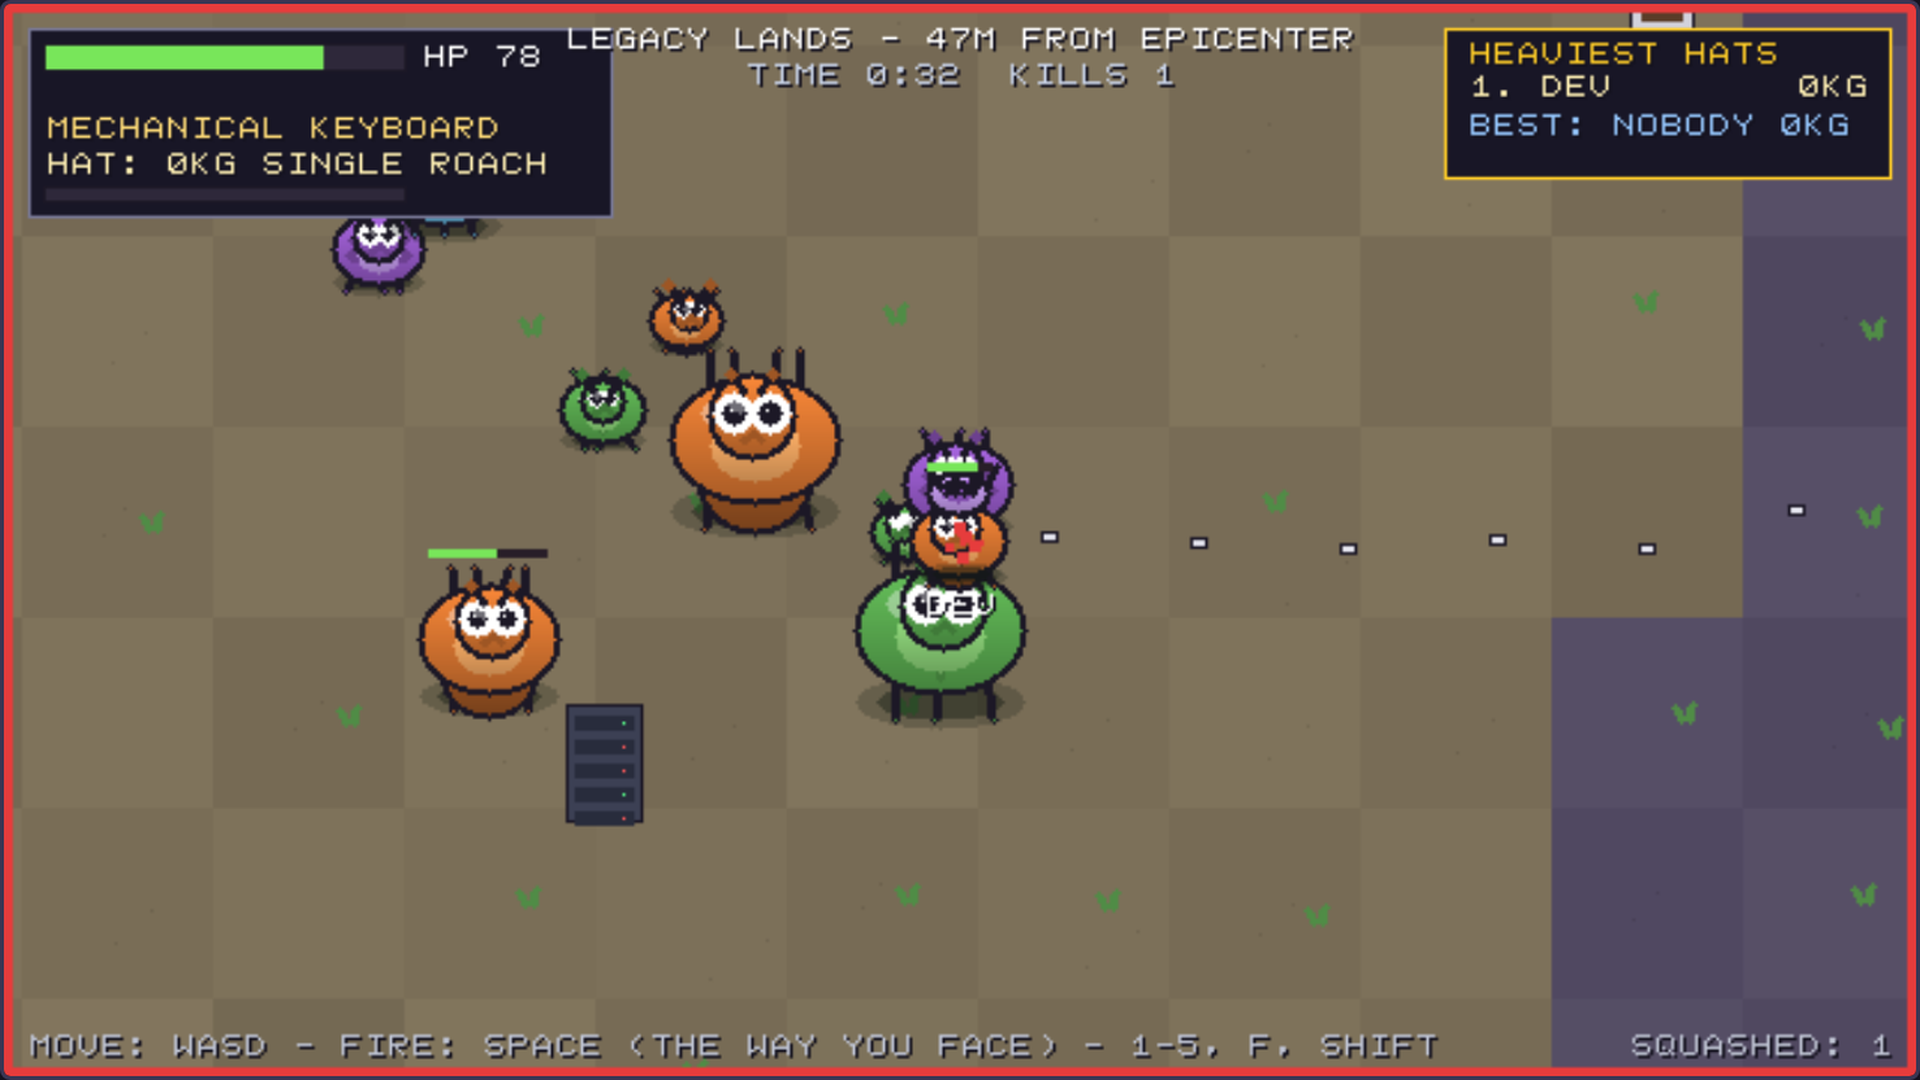 HP 78
MECHANICAL KEYBOARD
HAT: 0KG SINGLE ROACH
LEGACY LANDS - 47M FROM EPICENTER
TIME 0:32 KILLS 1
HEAVIEST HATS
1. DEV 0KG
BEST: NOBODY 0KG
MOVE: WASD - FIRE: SPACE (THE WAY YOU FACE) - 1-5, F, SHIFT
SQUASHED: 1